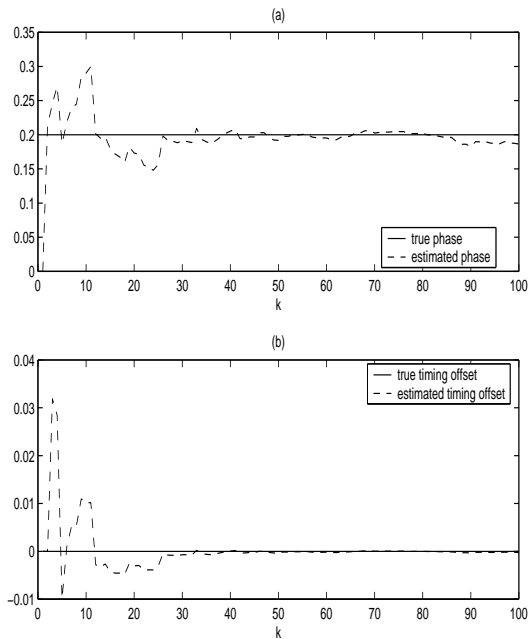 (a)
0.35
0.3
0.25
0.2
0.15
0.1
0.05
0
0 10 20 30 40 50 60 70 80 90 100
k
true phase
estimated phase
(b)
0.04
0.03
0.02
0.01
0
−0.01
0 10 20 30 40 50 60 70 80 90 100
k
true timing offset
estimated timing offset